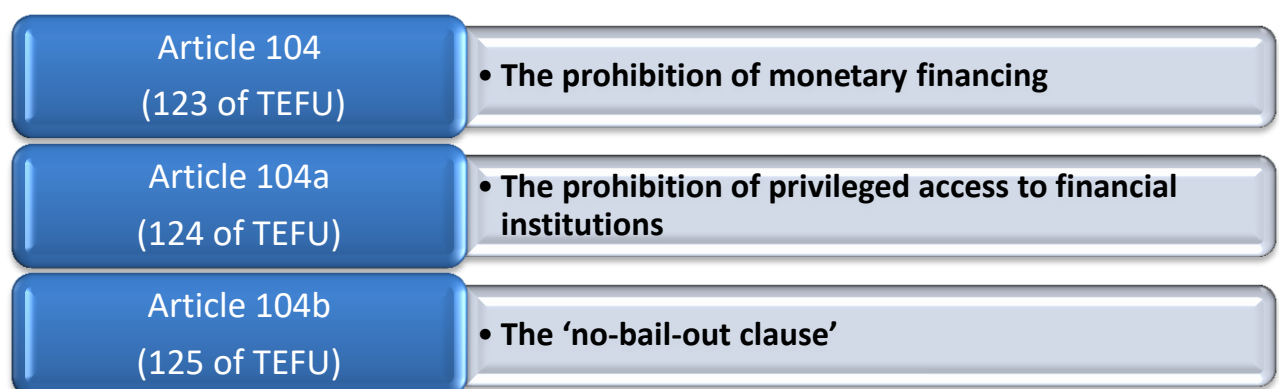 Article 104
(123 of TEFU)
• The prohibition of monetary financing
Article 104a
(124 of TEFU)
• The prohibition of privileged access to financial
institutions
Article 104b
(125 of TEFU)
• The ‘no-bail-out clause’